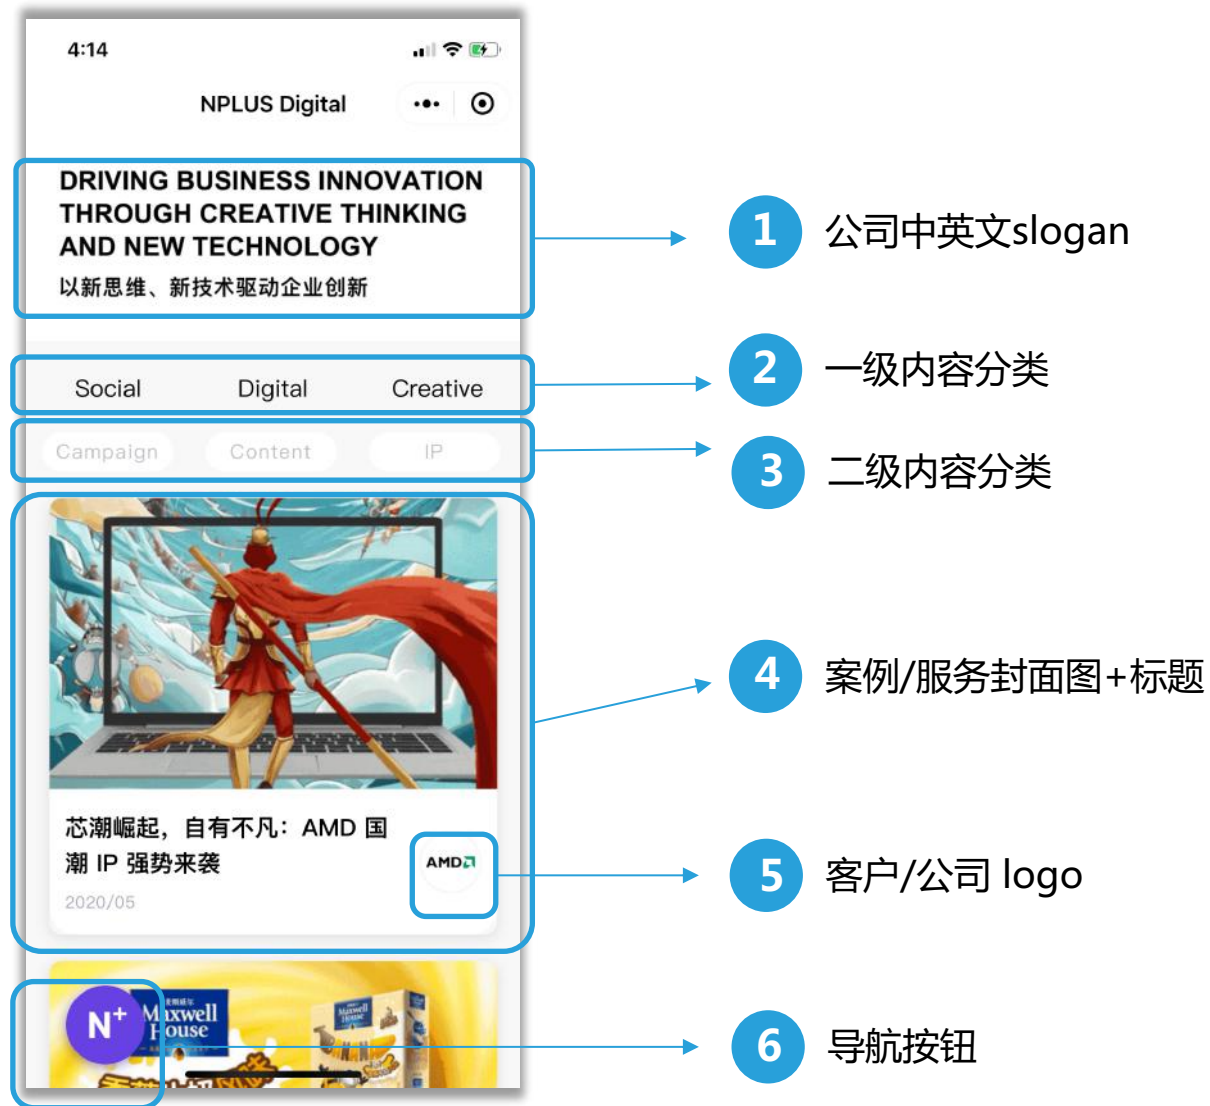 4:14
NPLUS Digital
DRIVING BUSINESS INNOVATION
THROUGH CREATIVE THINKING
AND NEW TECHNOLOGY
以新思维、新技术驱动企业创新
1 公司中英文slogan
Social Digital Creative
2 一级内容分类
Campaign Content IP
3 二级内容分类
4 案例/服务封面图+标题
芯潮崛起，自有不凡：AMD 国
潮 IP 强势来袭
AMD
2020/05
5 客户/公司 logo
N+
Maxwell
House
Maxwell
House
6 导航按钮